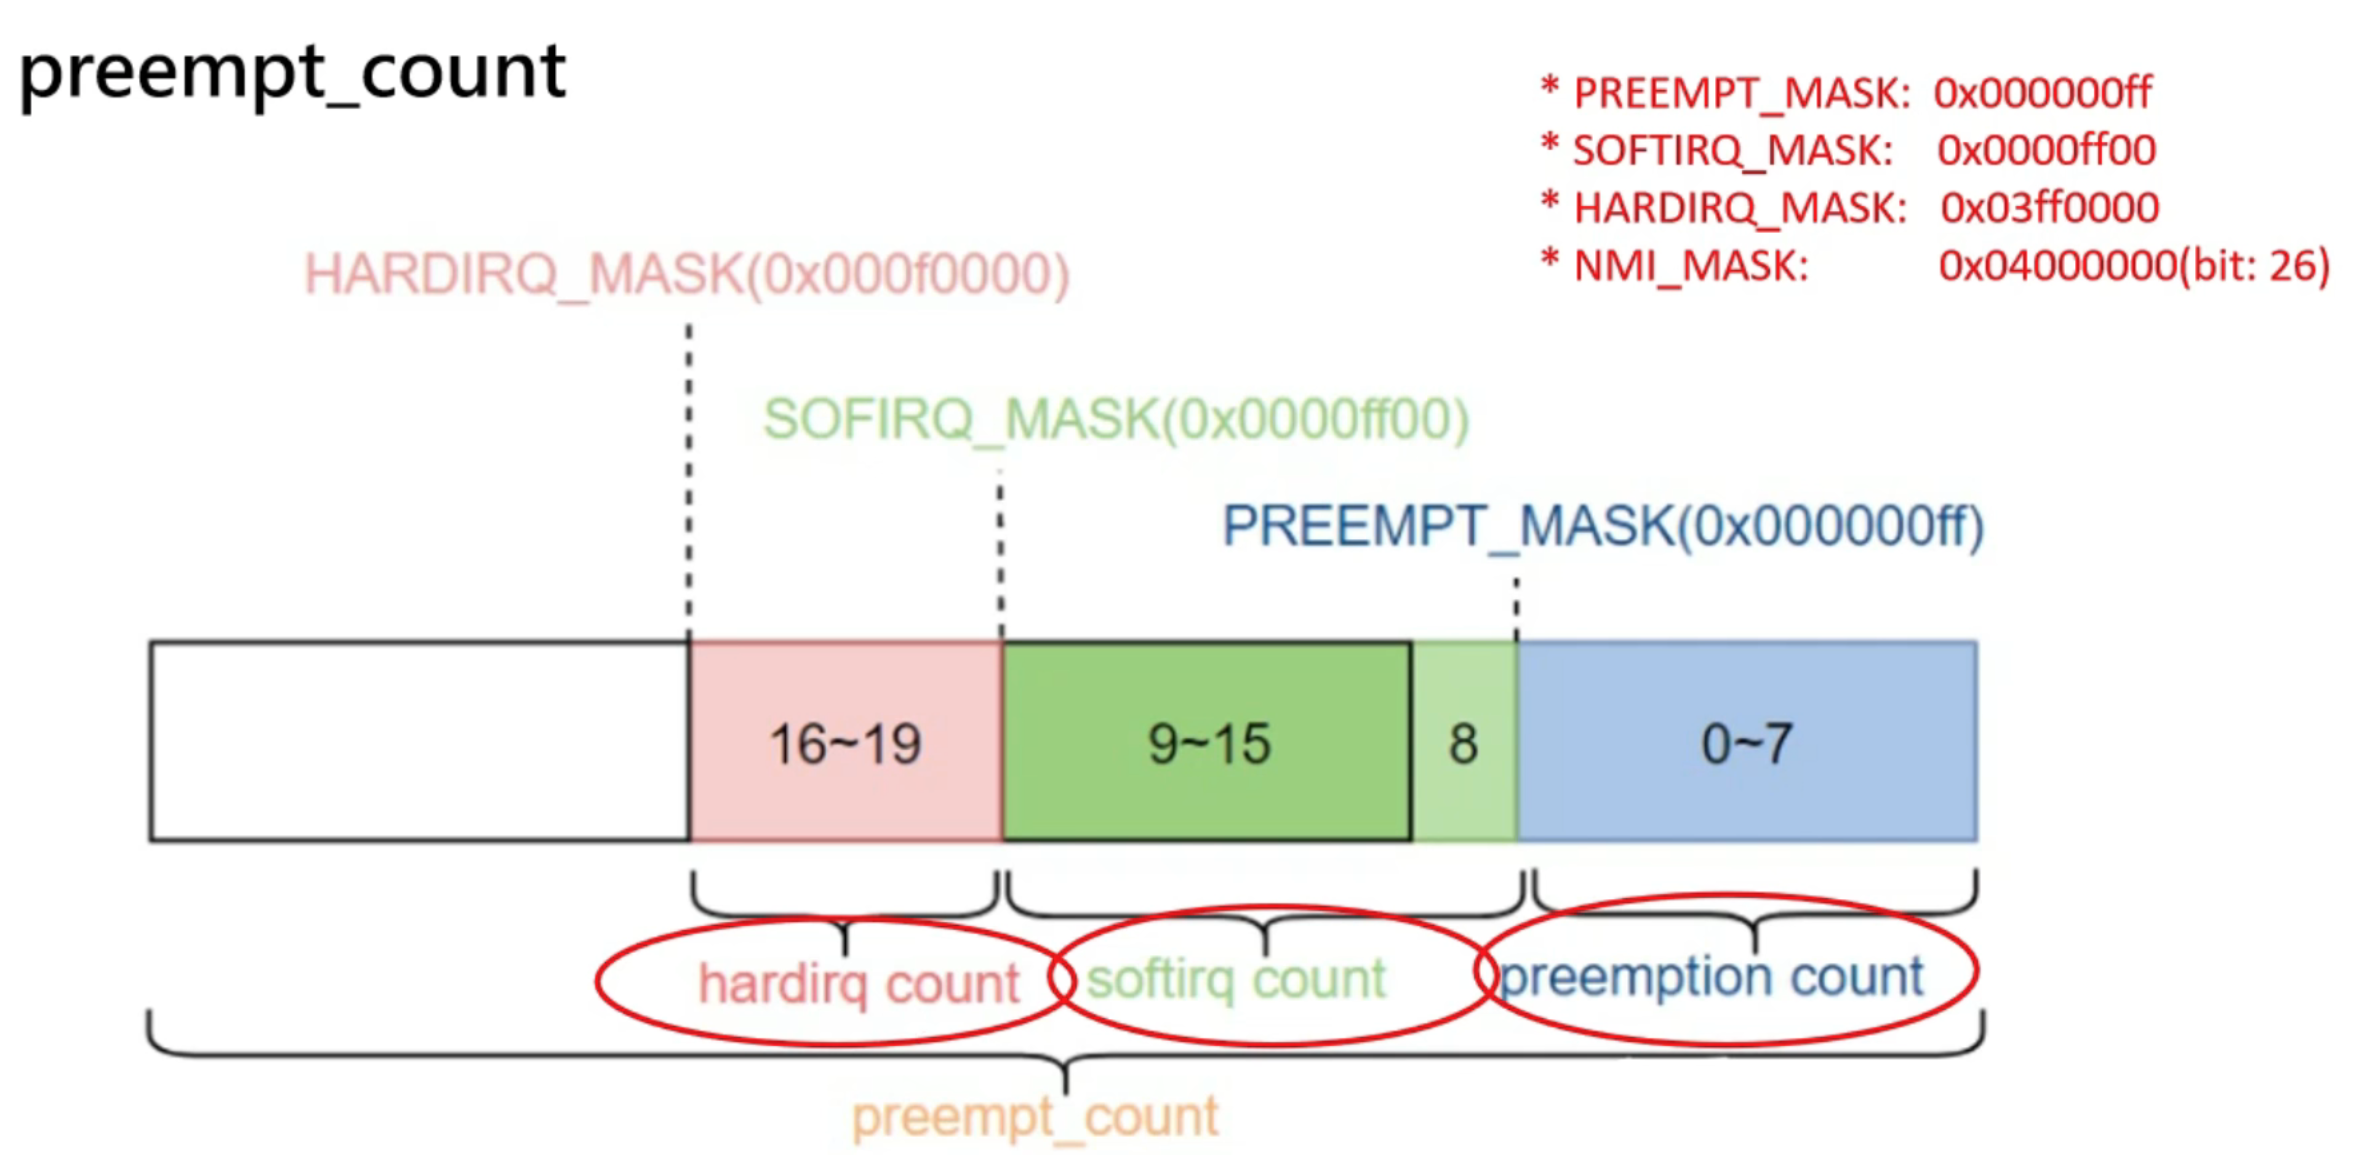 preempt_count
* PREEMPT_MASK: 0x000000ff
* SOFTIRQ_MASK: 0x0000ff00
* HARDIRQ_MASK: 0x03ff0000
* NMI_MASK: 0x04000000(bit: 26)
HARDIRQ_MASK(0x000f0000)
SOFIRQ_MASK(0x0000ff00)
PREEMPT_MASK(0x000000ff)
16~19
9~15
8
0~7
hardirq count
softirq count
preemption count
preempt_count